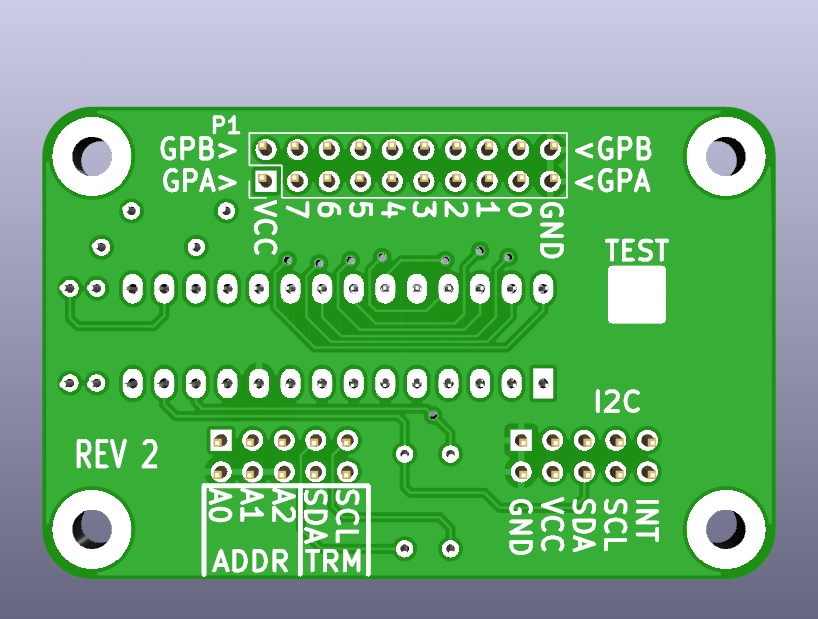 P1
GPB> <GPB
GPA> <GPA
VCC 7 6 5 4 3 2 1 0 GND
TEST
I2C
REV 2
A0 A1 A2 SDA SCL
GND VCC SDA SCL INT
ADDR TRM